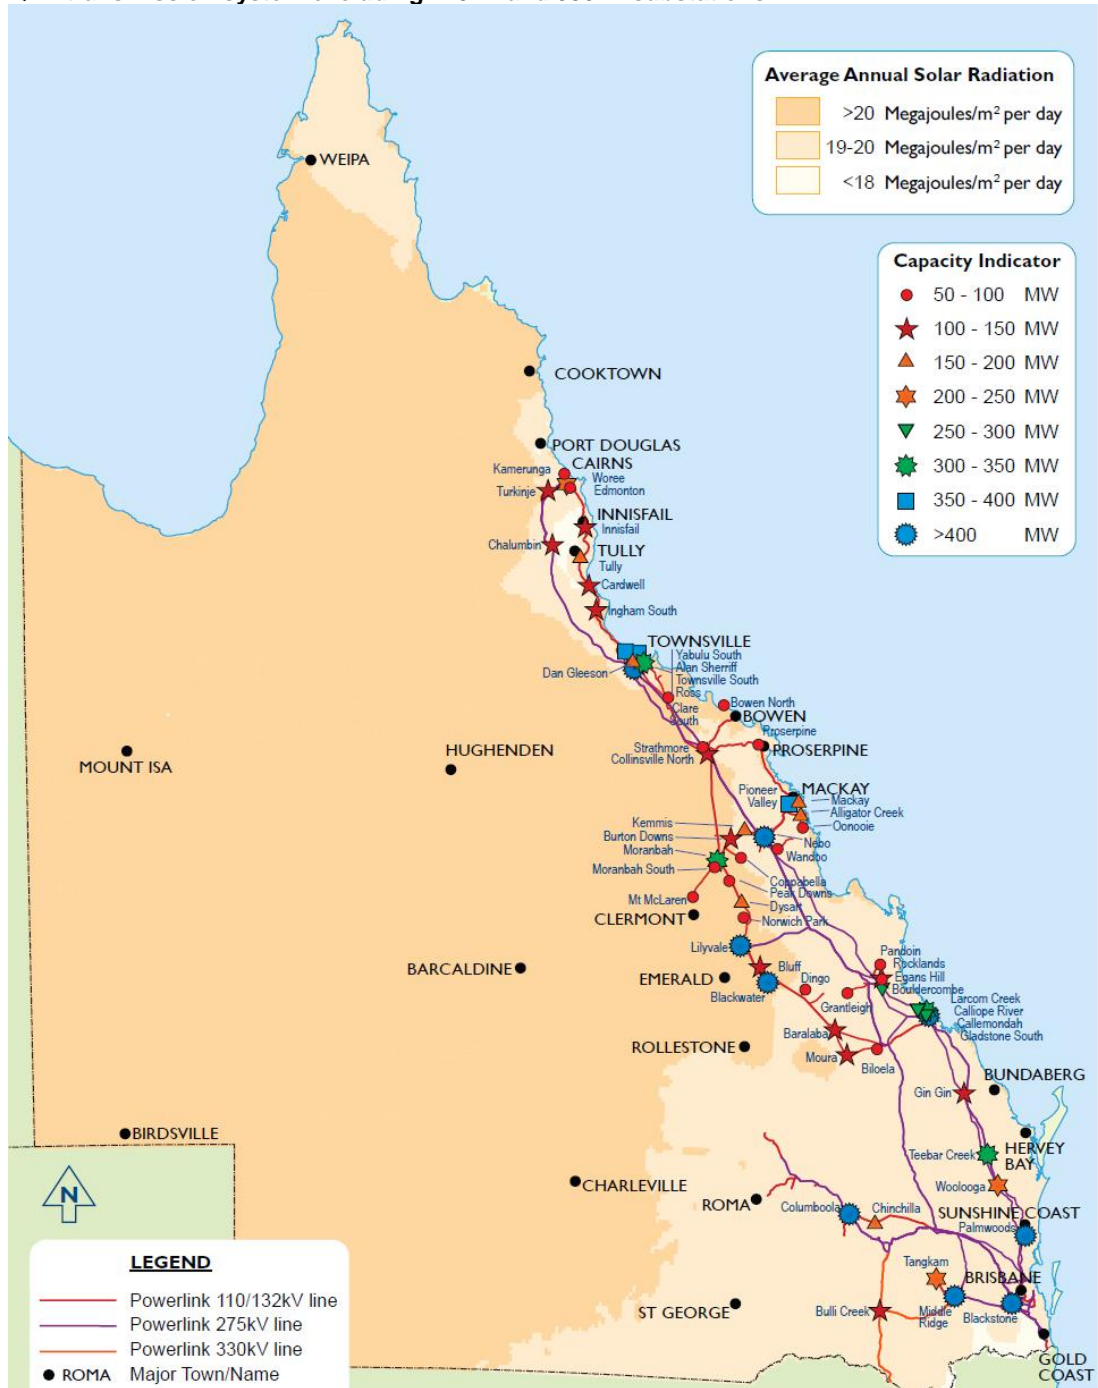 Average Annual Solar Radiation
>20 Megajoules/m² per day
19-20 Megajoules/m² per day
<18 Megajoules/m² per day
Capacity Indicator
50 - 100 MW
100 - 150 MW
150 - 200 MW
200 - 250 MW
250 - 300 MW
300 - 350 MW
350 - 400 MW
>400 MW
WEIPA
COOKTOWN
PORT DOUGLAS
CAIRNS
Kamerunga
Woree
Turkinje
Edmonton
INNISFAIL
Innisfail
Chalumbin
TULLY
Tully
Cardwell
Ingham South
TOWNSVILLE
Yabulu South
Alan Sherriff
Dan Gleeson
Townsville South
Ross
Clare
South
Bowen North
BOWEN
Proserpine
Strathmore
PROSERPINE
Collinsville North
MOUNT ISA
HUGHENDEN
Pioneer
Valley
MACKAY
Mackay
Alligator Creek
Oonooie
Kemmis
Burton Downs
Nebo
Moranbah
Wandoo
Moranbah South
Coppabella
Peak Downs
Mt McLaren
Dysart
CLERMONT
Norwich Park
Lilyvale
BARCALDINE
Bluff
EMERALD
Dingo
Blackwater
Pandoin
Rocklands
Egans Hill
Bouldercombe
Grantleigh
Larcom Creek
Calliope River
Callemondah
Gladstone South
Baralaba
ROLLESTONE
Moura
Biloela
BUNDABERG
Gin Gin
BIRDSVILLE
Teebar Creek
HERVEY
BAY
CHARLEVILLE
Woolooga
ROMA
Columboola
Chinchilla
SUNSHINE COAST
Palmwoods
Tangkam
BRISBANE
ST GEORGE
Bulli Creek
Middle
Ridge
Blackstone
GOLD
COAST
N
LEGEND
Powerlink 110/132kV line
Powerlink 275kV line
Powerlink 330kV line
ROMA Major Town/Name